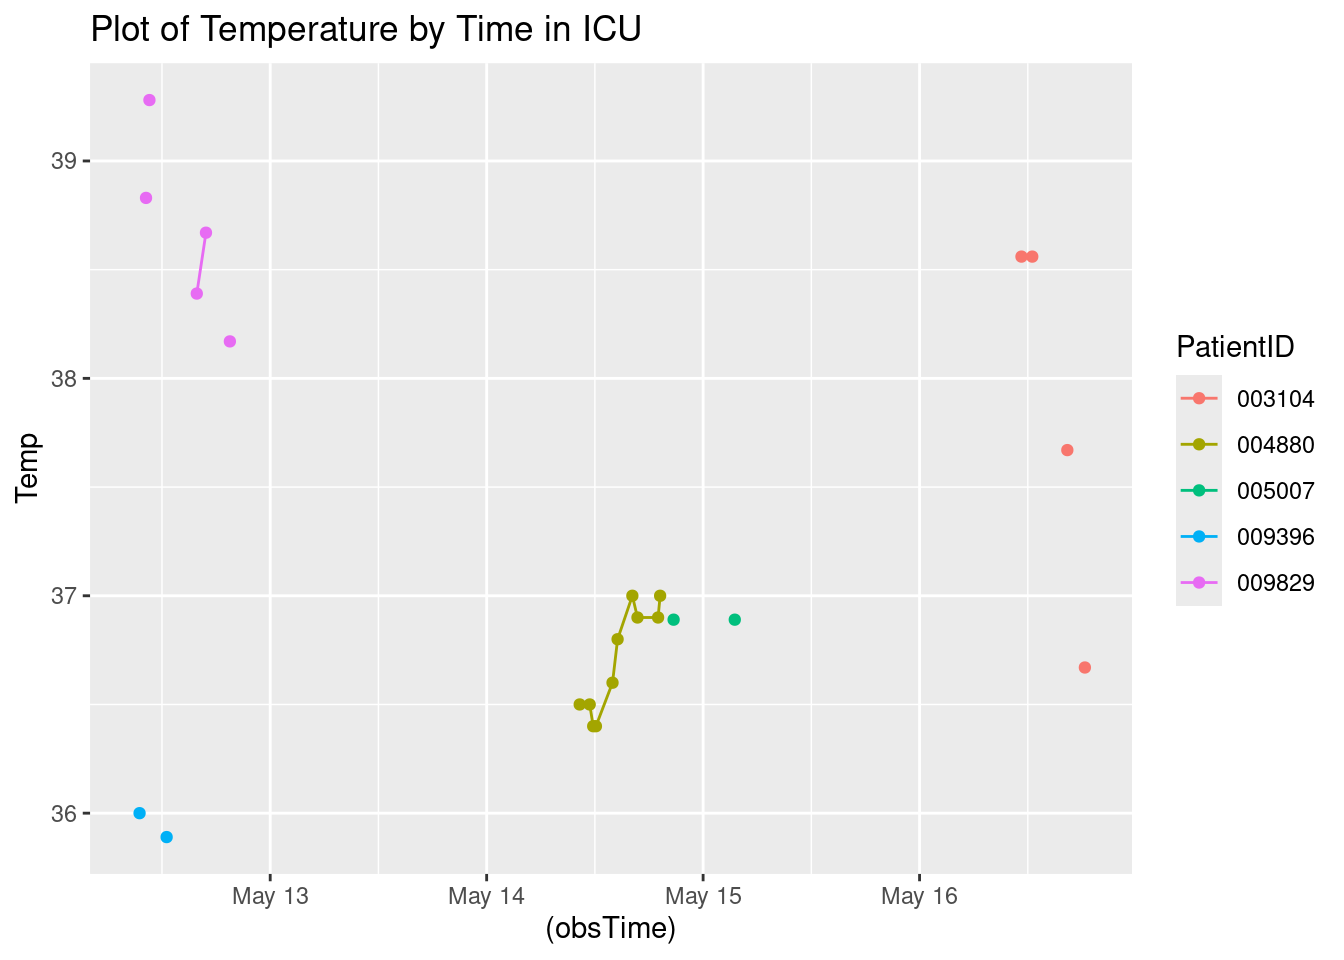 Plot of Temperature by Time in ICU
39
38
37
36
Temp
May 13
May 14
May 15
May 16
(obsTime)
PatientID
003104
004880
005007
009396
009829